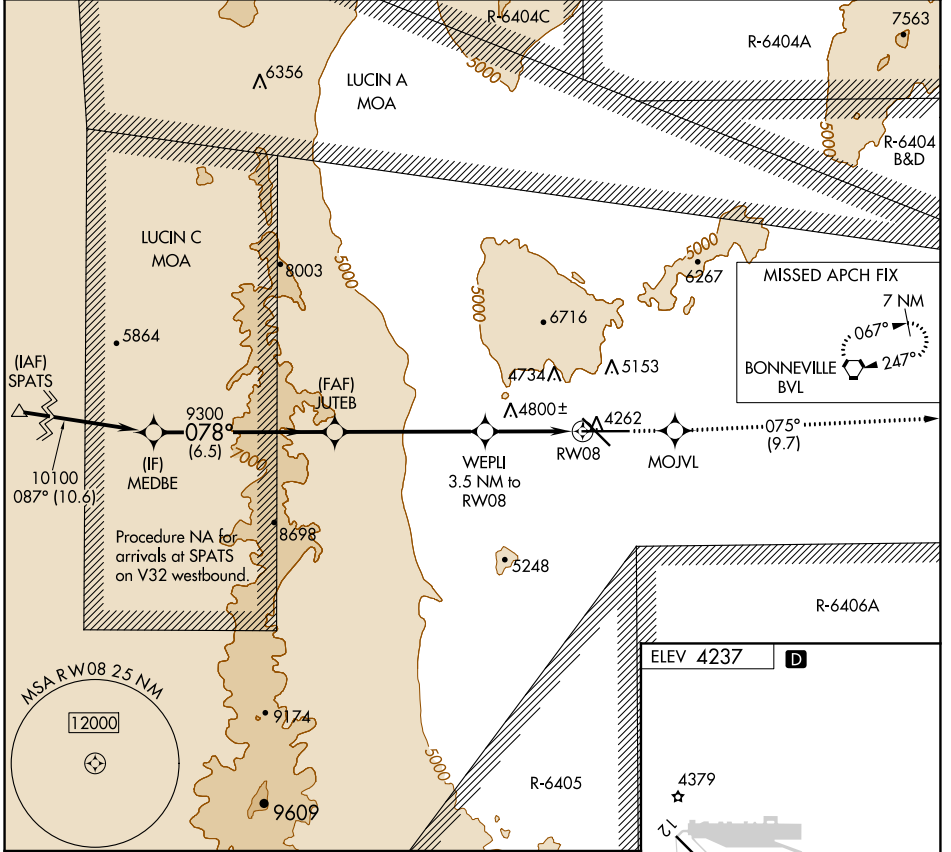 R-6404C
7563
R-6404A
5000
6356
LUCIN A
MOA
5000
5000
R-6404
B&D
LUCIN C
MOA
8003
5000
5000
5000
6267
MISSED APCH FIX
7 NM
067°
247°
BONNEVILLE
BVL
6716
5864
4734
5153
(IAF)
SPATS
(FAF)
JUTEB
9300
078°
(6.5)
4800±
4262
075°
(9.7)
7000
(IF)
MEDBE
WEPLI
3.5 NM to
RW08
RW08
MOJVL
10100
087° (10.6)
8698
Procedure NA for
arrivals at SPATS
on V32 westbound.
5248
R-6406A
ELEV 4237
D
MSA RW08 25 NM
12000
9174
5000
R-6405
4379
9609
12